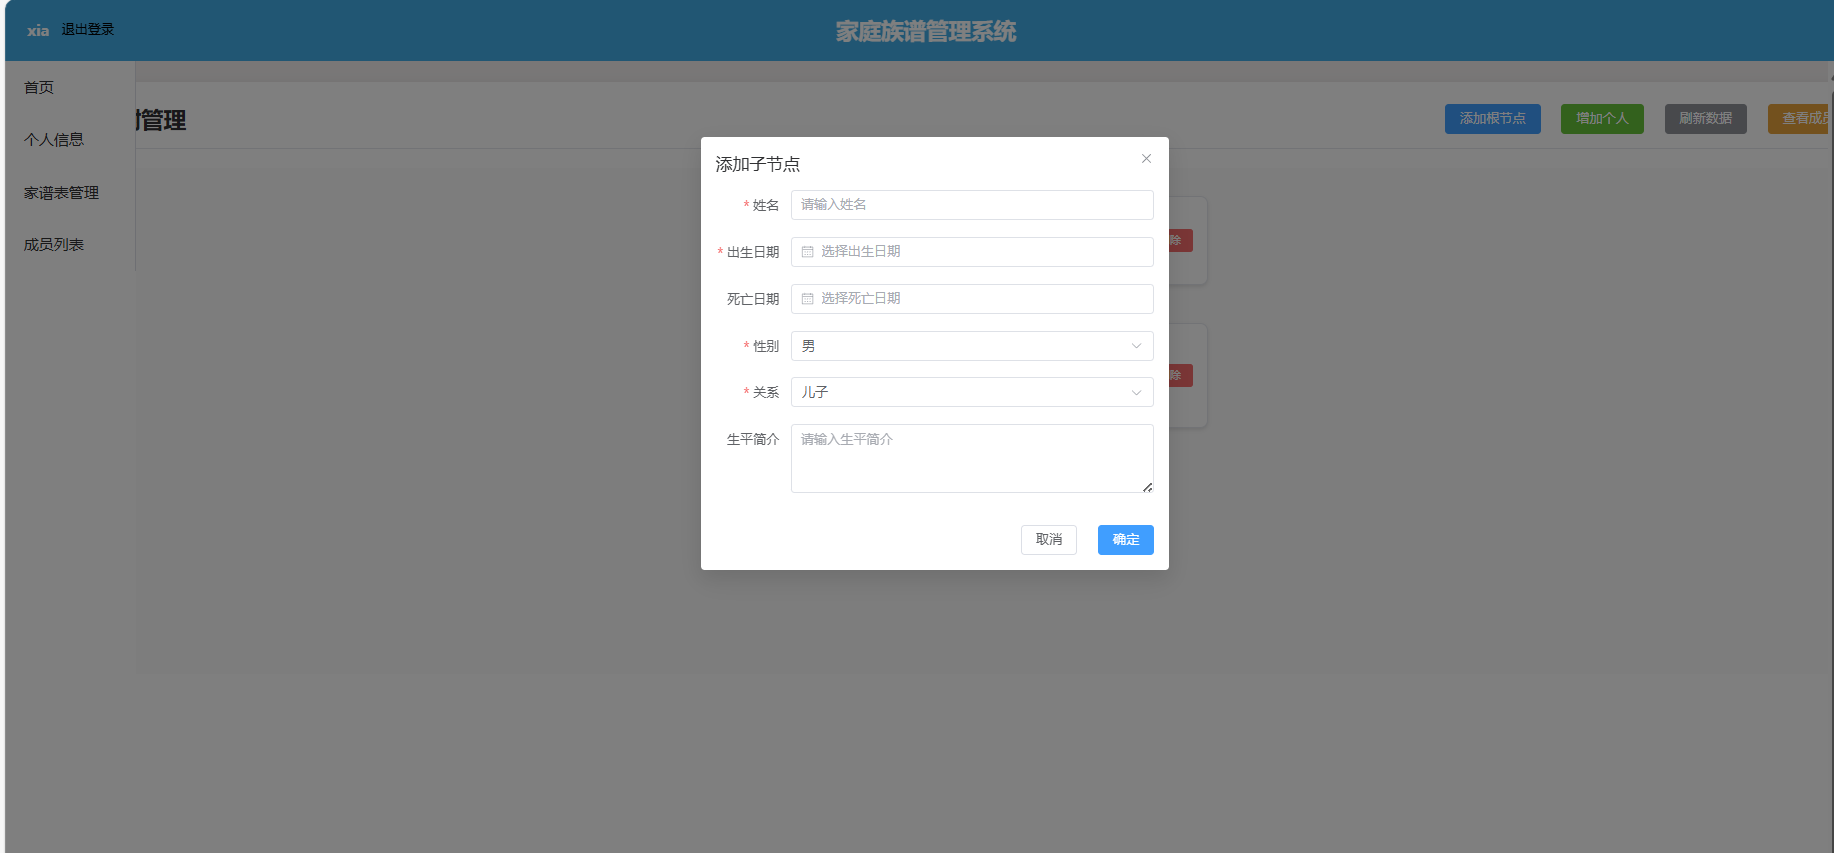 xia 退出登录
家庭族谱管理系统
首页
个人信息
家谱表管理
成员列表
管理
添加根节点 增加个人 刷新数据 查看成
除
除
添加子节点
* 姓名 请输入姓名
* 出生日期 选择出生日期
死亡日期 选择死亡日期
* 性别 男
* 关系 儿子
生平简介 请输入生平简介
取消 确定